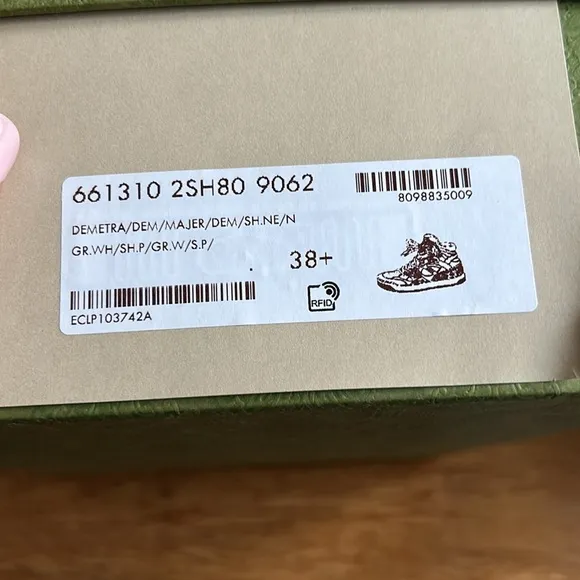 661310 2SH80 9062
8098835009
DEMETRA/DEM/MAJER/DEM/SH.NE/N
GR.WH/SH.P/GR.W/S.P/
38+
RFID
ECLP103742A